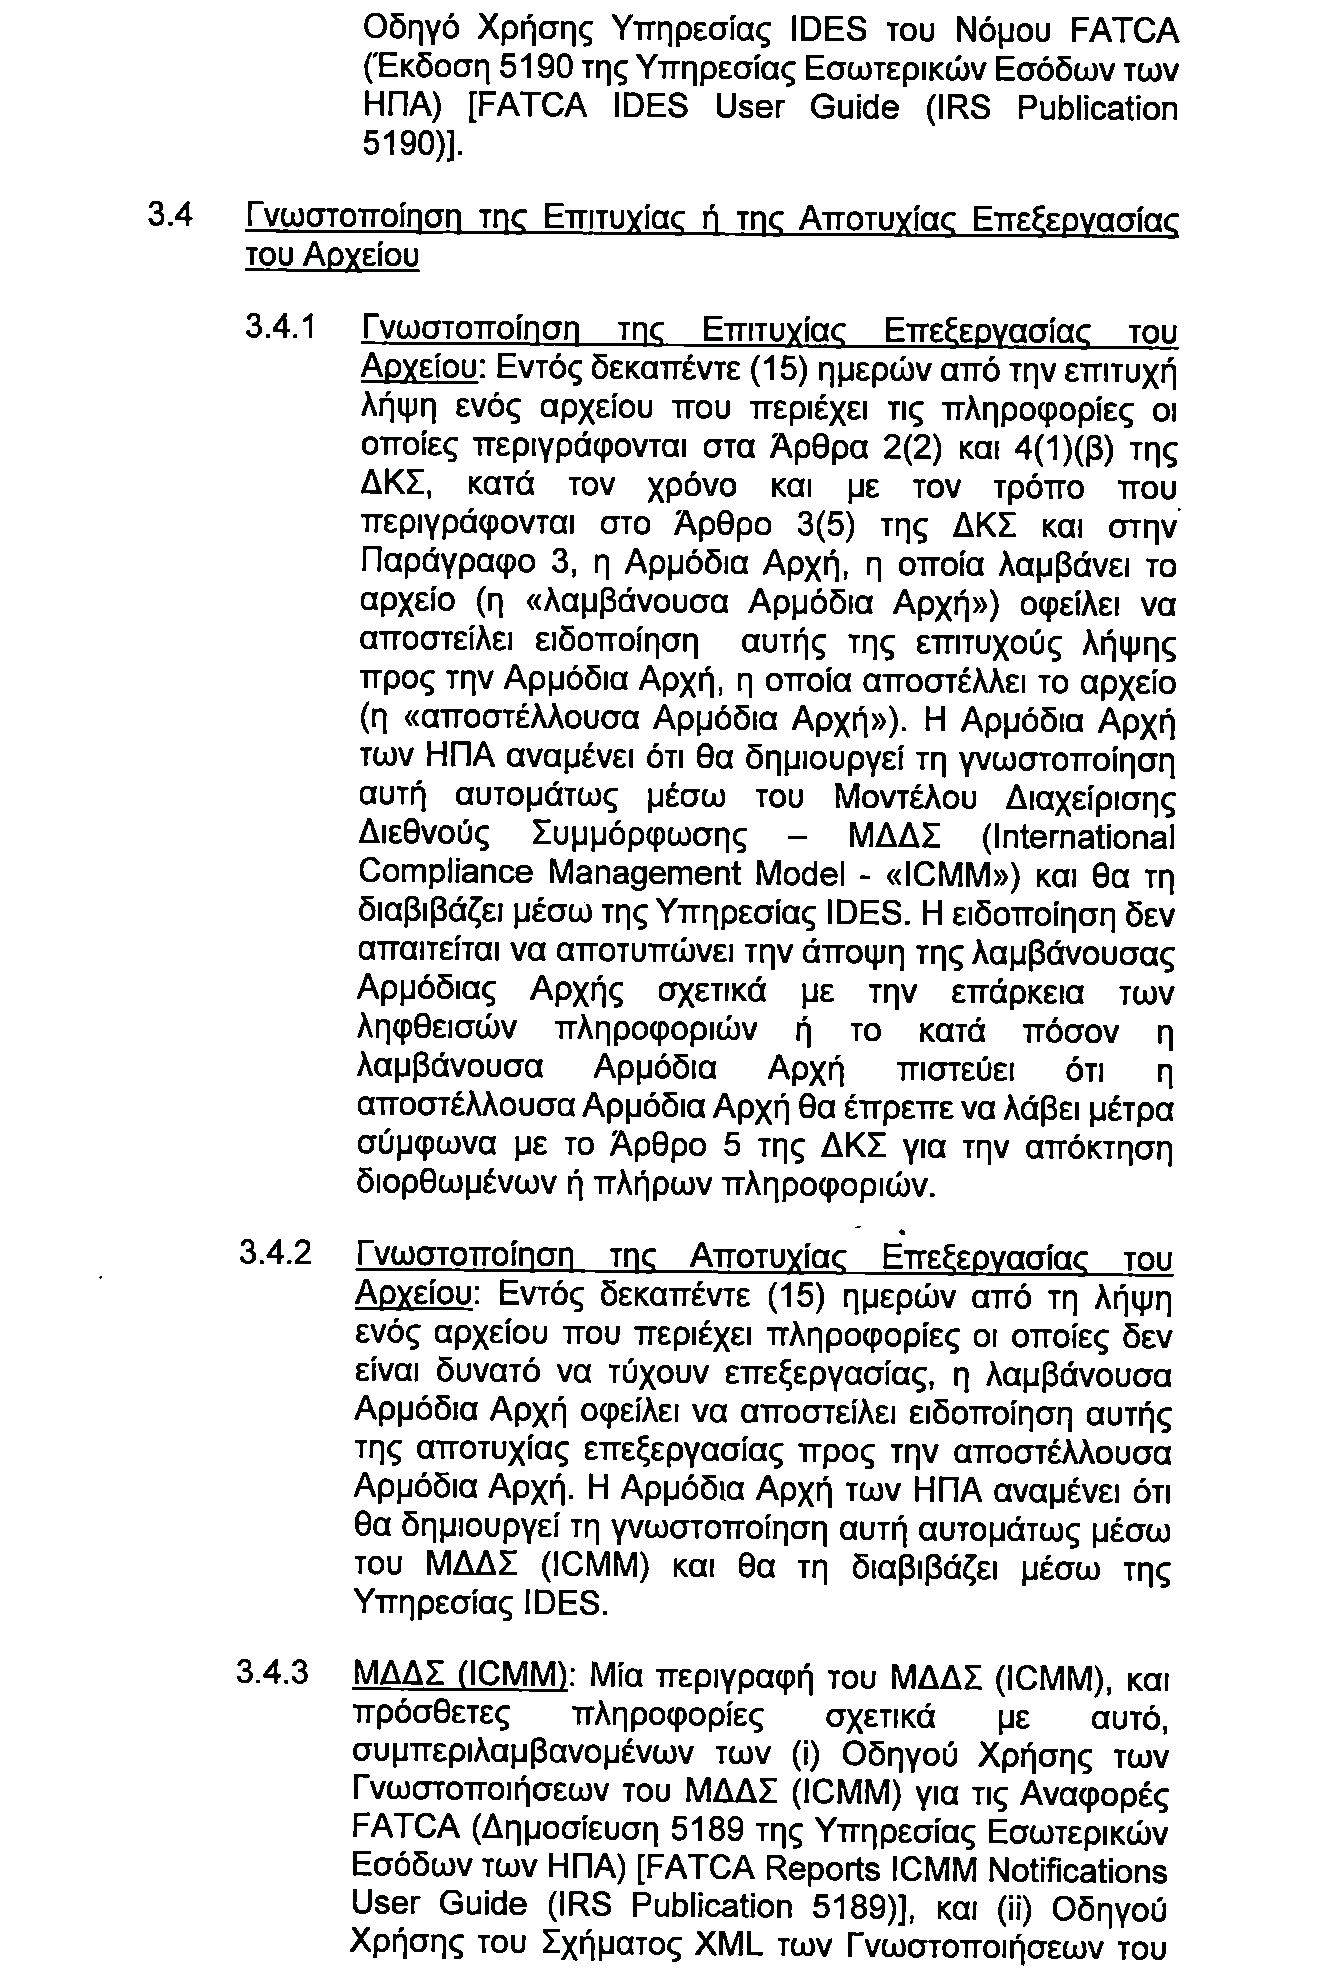 Οδηγό Χρήσης Υπηρεσίας IDES του Νόμου FATCA
(Έκδοση 5190 της Υπηρεσίας Εσωτερικών Εσόδων των
ΗΠΑ) [FATCA IDES User Guide (IRS Publication
5190)].
3.4 Γνωστοποίηση της Επιτυχίας ή της Αποτυχίας Επεξεργασίας
του Αρχείου
3.4.1 Γνωστοποίηση της Επιτυχίας Επεξεργασίας του
Αρχείου: Εντός δεκαπέντε (15) ημερών από την επιτυχή
λήψη ενός αρχείου που περιέχει τις πληροφορίες οι
οποίες περιγράφονται στα Άρθρα 2(2) και 4(1)(β) της
ΔΚΣ, κατά τον χρόνο και με τον τρόπο που
περιγράφονται στο Άρθρο 3(5) της ΔΚΣ και στην
Παράγραφο 3, η Αρμόδια Αρχή, η οποία λαμβάνει το
αρχείο (η «λαμβάνουσα Αρμόδια Αρχή») οφείλει να
αποστείλει ειδοποίηση αυτής της επιτυχούς λήψης
προς την Αρμόδια Αρχή, η οποία αποστέλλει το αρχείο
(η «αποστέλλουσα Αρμόδια Αρχή»). Η Αρμόδια Αρχή
των ΗΠΑ αναμένει ότι θα δημιουργεί τη γνωστοποίηση
αυτή αυτομάτως μέσω του Μοντέλου Διαχείρισης
Διεθνούς Συμμόρφωσης – ΜΔΔΣ (International
Compliance Management Model - «ICMM») και θα τη
διαβιβάζει μέσω της Υπηρεσίας IDES. Η ειδοποίηση δεν
απαιτείται να αποτυπώνει την άποψη της λαμβάνουσας
Αρμόδιας Αρχής σχετικά με την επάρκεια των
ληφθεισών πληροφοριών ή το κατά πόσον η
λαμβάνουσα Αρμόδια Αρχή πιστεύει ότι η
αποστέλλουσα Αρμόδια Αρχή θα έπρεπε να λάβει μέτρα
σύμφωνα με το Άρθρο 5 της ΔΚΣ για την απόκτηση
διορθωμένων ή πλήρων πληροφοριών.
3.4.2 Γνωστοποίηση της Αποτυχίας Επεξεργασίας του
Αρχείου: Εντός δεκαπέντε (15) ημερών από τη λήψη
ενός αρχείου που περιέχει πληροφορίες οι οποίες δεν
είναι δυνατό να τύχουν επεξεργασίας, η λαμβάνουσα
Αρμόδια Αρχή οφείλει να αποστείλει ειδοποίηση αυτής
της αποτυχίας επεξεργασίας προς την αποστέλλουσα
Αρμόδια Αρχή. Η Αρμόδια Αρχή των ΗΠΑ αναμένει ότι
θα δημιουργεί τη γνωστοποίηση αυτή αυτομάτως μέσω
του ΜΔΔΣ (ICMM) και θα τη διαβιβάζει μέσω της
Υπηρεσίας IDES.
3.4.3 ΜΔΔΣ (ICMM): Μία περιγραφή του ΜΔΔΣ (ICMM), και
πρόσθετες πληροφορίες σχετικά με αυτό,
συμπεριλαμβανομένων των (i) Οδηγού Χρήσης των
Γνωστοποιήσεων του ΜΔΔΣ (ICMM) για τις Αναφορές
FATCA (Δημοσίευση 5189 της Υπηρεσίας Εσωτερικών
Εσόδων των ΗΠΑ) [FATCA Reports ICMM Notifications
User Guide (IRS Publication 5189)], και (ii) Οδηγού
Χρήσης του Σχήματος XML των Γνωστοποιήσεων του